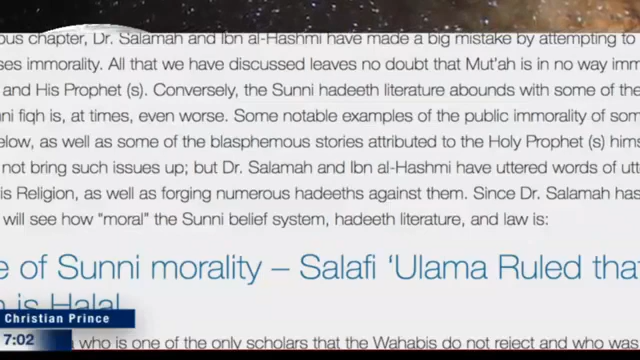 ous chapter, Dr. Salamah and Ibn al-Hashmi have made a big mistake by attempting to
ses immorality. All that we have discussed leaves no doubt that Mut'ah is in no way imm
and His Prophet (s). Conversely, the Sunni hadeeth literature abounds with some of the
ni fiqh is, at times, even worse. Some notable examples of the public immorality of som
elow, as well as some of the blasphemous stories attributed to the Holy Prophet (s) hims
not bring such issues up; but Dr. Salamah and Ibn al-Hashmi have uttered words of utt
is Religion, as well as forging numerous hadeeths against them. Since Dr. Salamah has
will see how "moral" the Sunni belief system, hadeeth literature, and law is:
e of Sunni morality – Salafi 'Ulama Ruled that
is Halal
Christian Prince
7:02
who is one of the only scholars that the Wahabis do not reject and who was